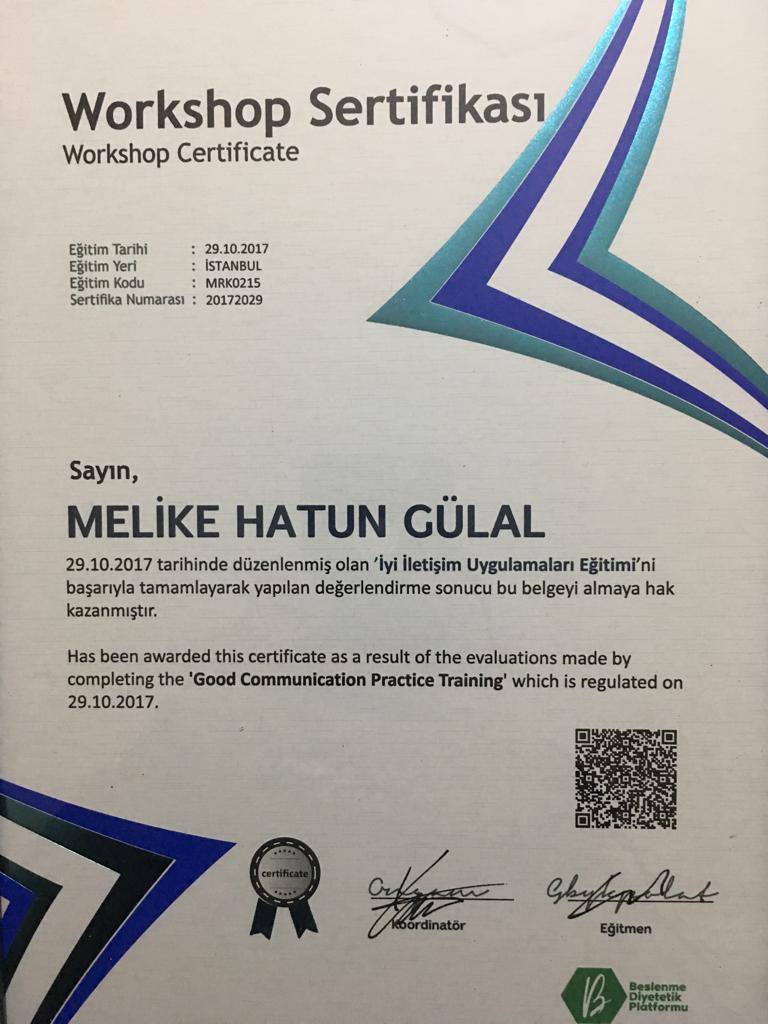 Workshop Sertifikası
Workshop Certificate
Eğitim Tarihi : 29.10.2017
Eğitim Yeri : İSTANBUL
Eğitim Kodu : MRK0215
Sertifika Numarası : 20172029
Sayın,
MELİKE HATUN GÜLAL
29.10.2017 tarihinde düzenlenmiş olan 'İyi İletişim Uygulamaları Eğitimi'ni
başarıyla tamamlayarak yapılan değerlendirme sonucu bu belgeyi almaya hak
kazanmıştır.
Has been awarded this certificate as a result of the evaluations made by
completing the 'Good Communication Practice Training' which is regulated on
29.10.2017.
certificate
Koordinatör
Eğitmen
B
Beslenme
Diyetetik
Platformu